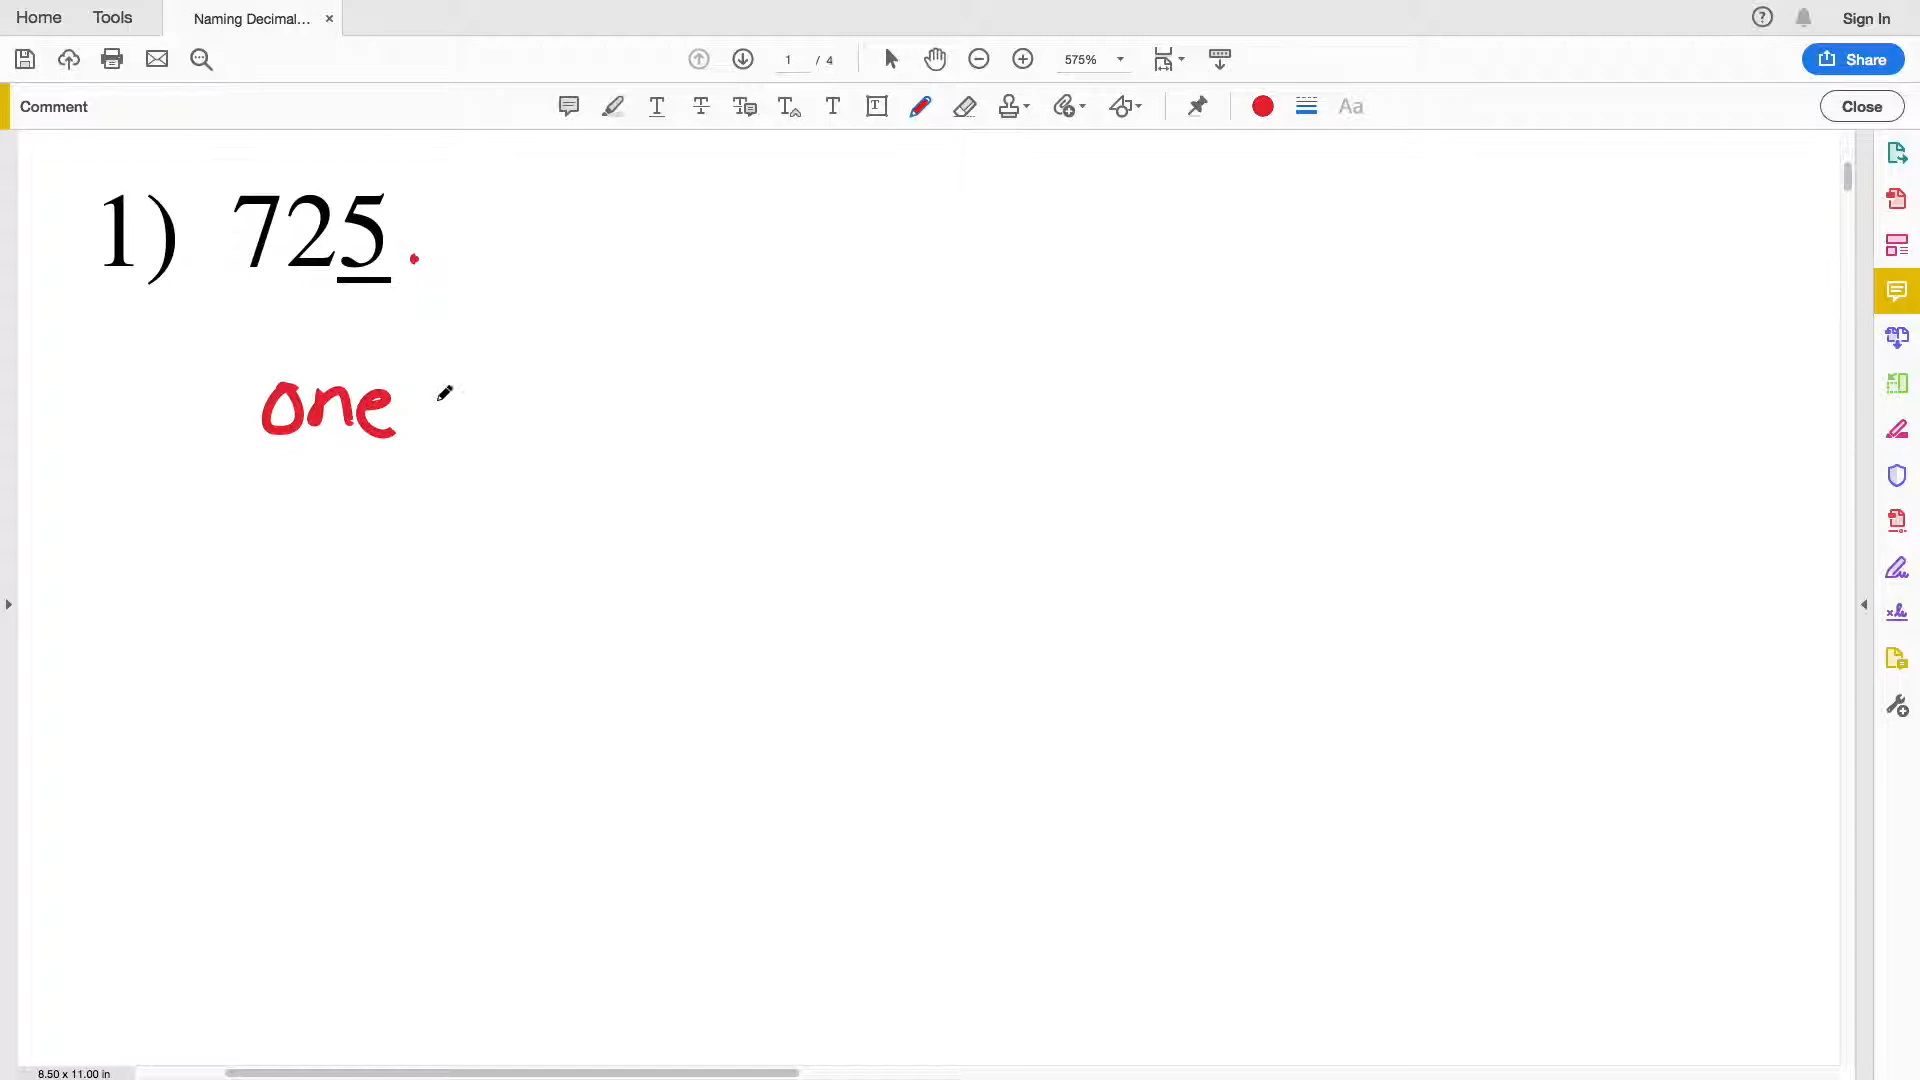 Home Tools Naming Decimal... × Sign In
1 / 4 575% Share
Comment Aa Close
1) 725 .
one
8.50 x 11.00 in